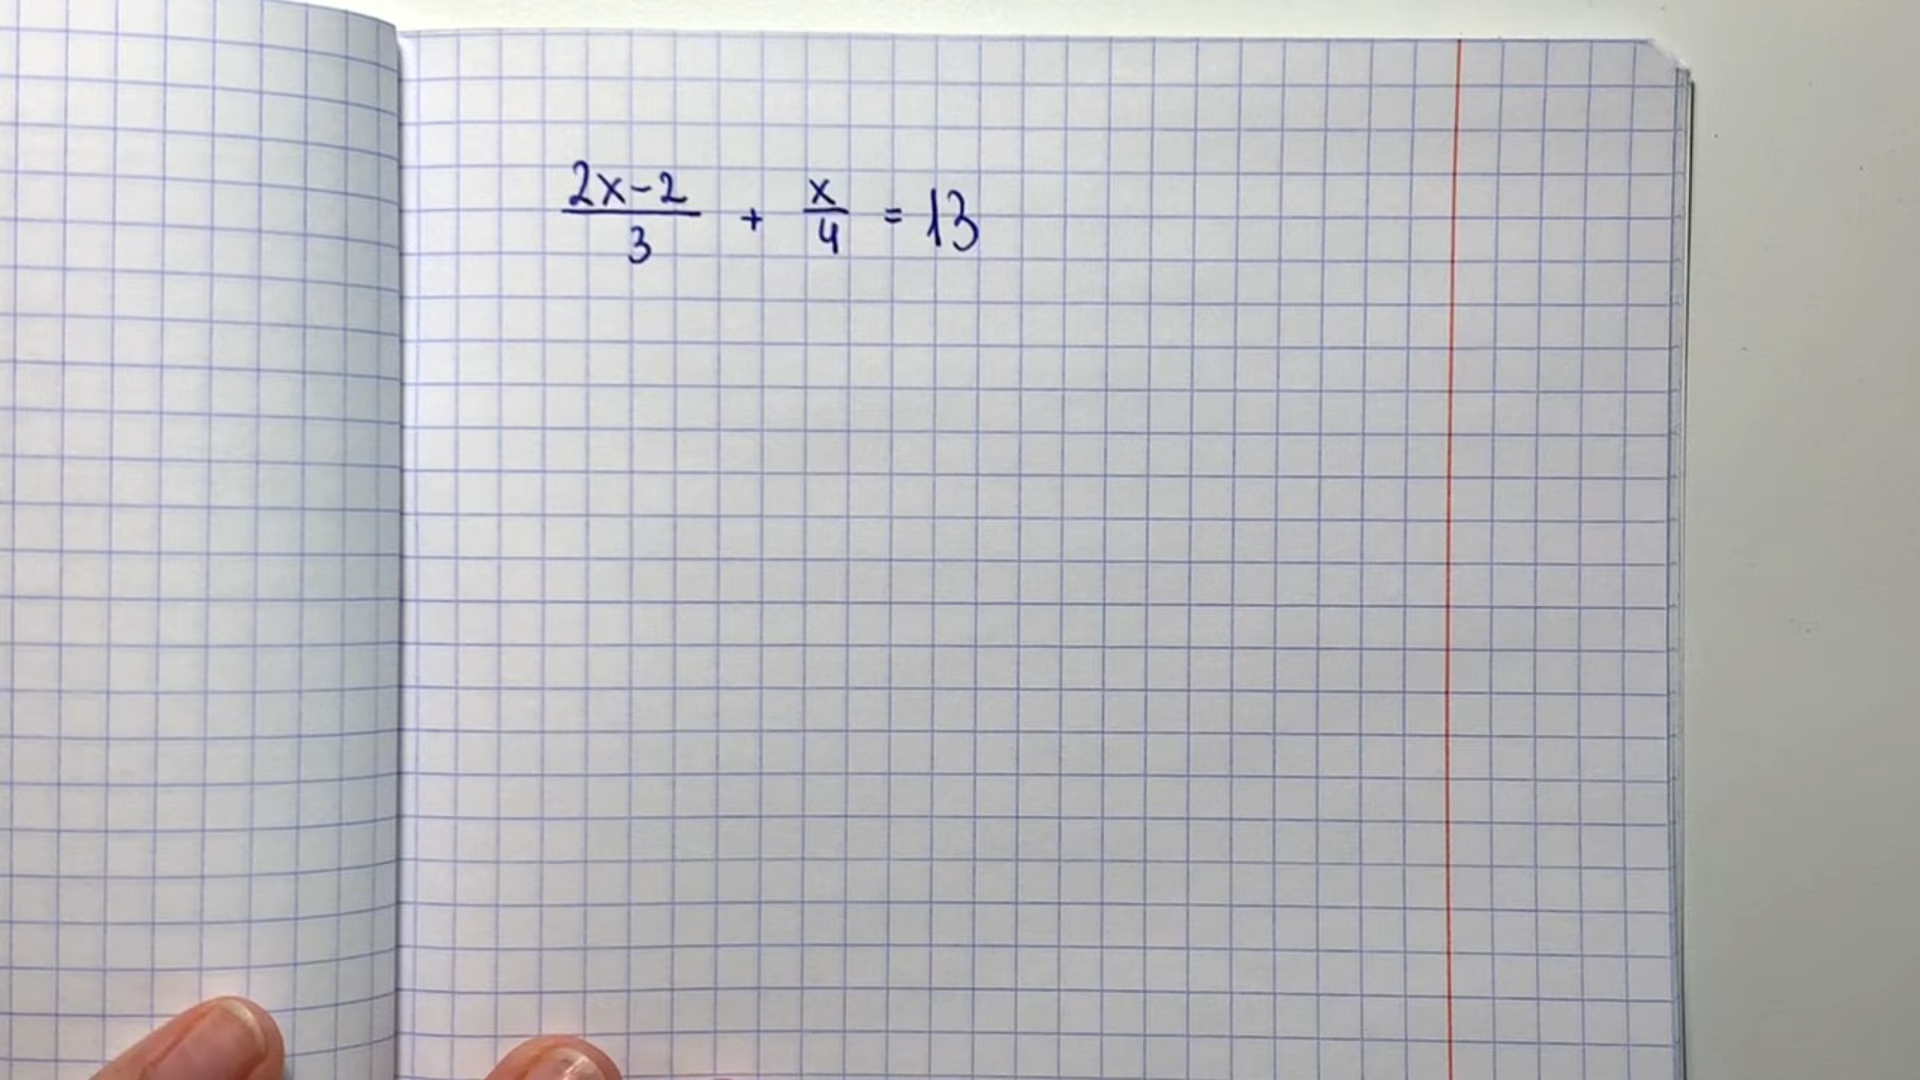 (2x-2)/3 + x/4 = 13